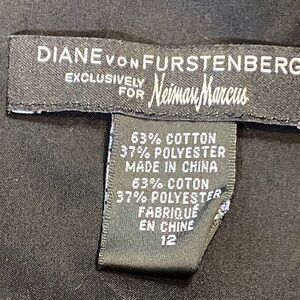 DIANE VON FURSTENBERG
EXCLUSIVELY
FOR Neiman Marcus
63% COTTON
37% POLYESTER
MADE IN CHINA
63% COTON
37% POLYESTER
FABRIQUÉ
EN CHINE
12